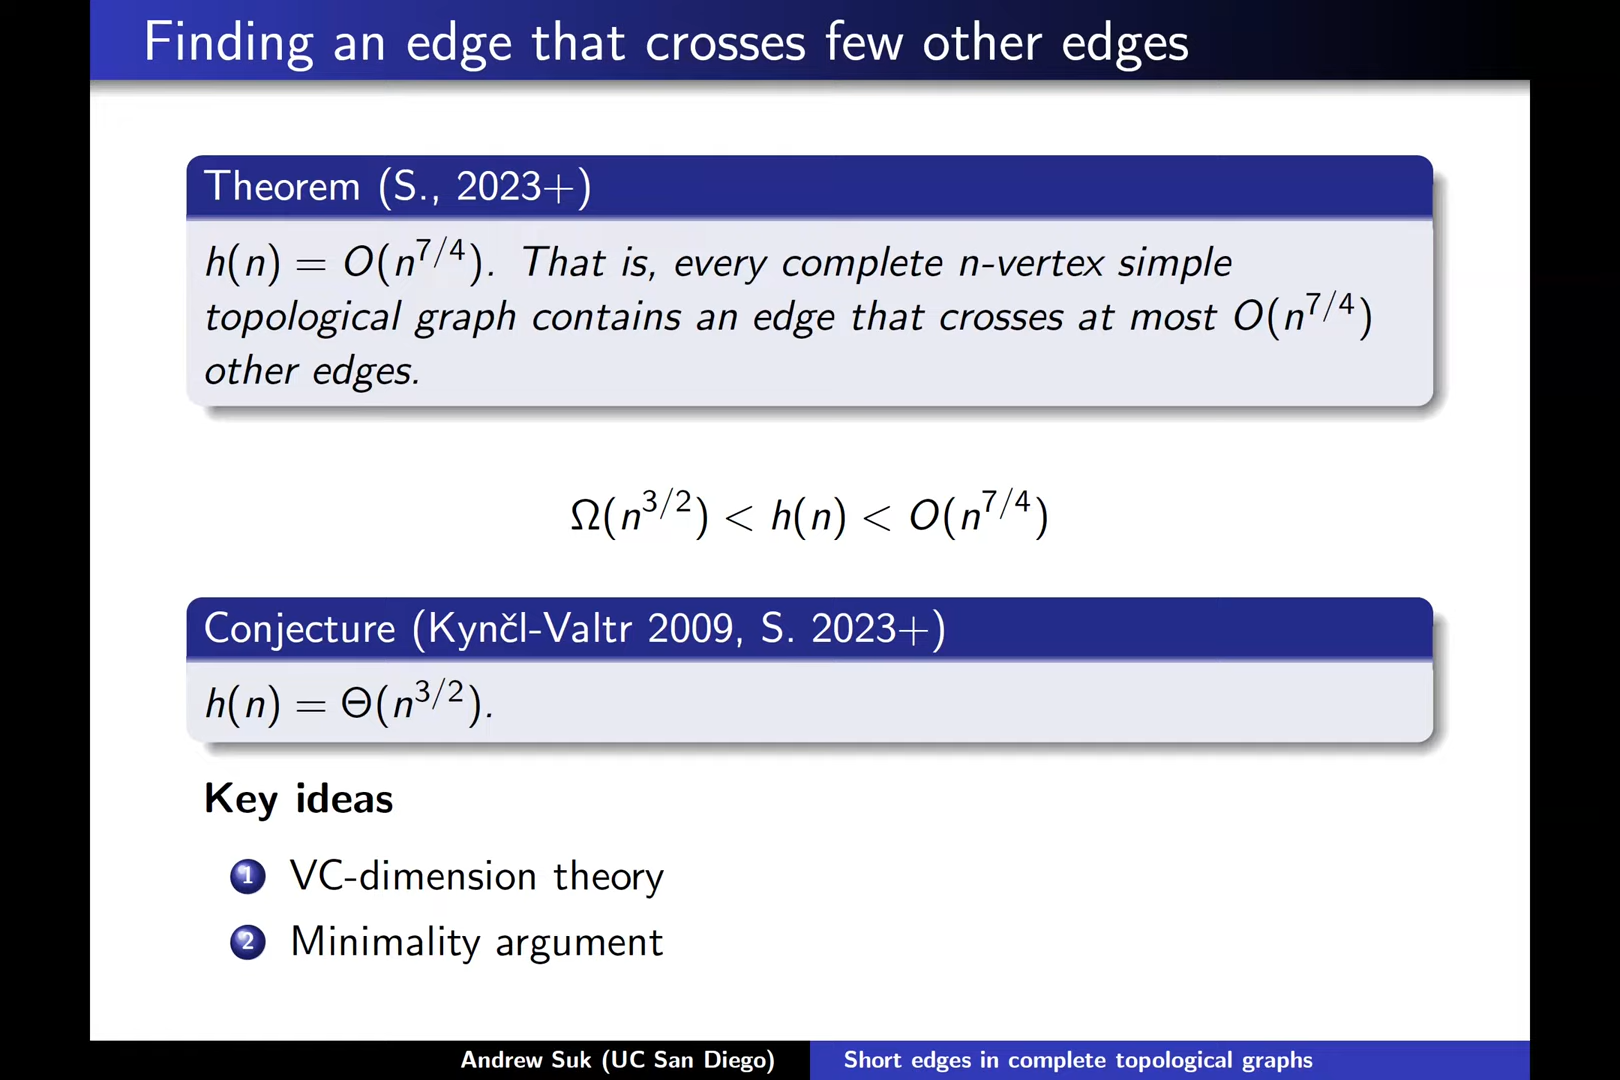 Finding an edge that crosses few other edges
Theorem (S., 2023+)
h(n) = O(n^{7/4}). That is, every complete n-vertex simple
topological graph contains an edge that crosses at most O(n^{7/4})
other edges.
Ω(n^{3/2}) < h(n) < O(n^{7/4})
Conjecture (Kynčl-Valtr 2009, S. 2023+)
h(n) = Θ(n^{3/2}).
Key ideas
1 VC-dimension theory
2 Minimality argument
Andrew Suk (UC San Diego) Short edges in complete topological graphs